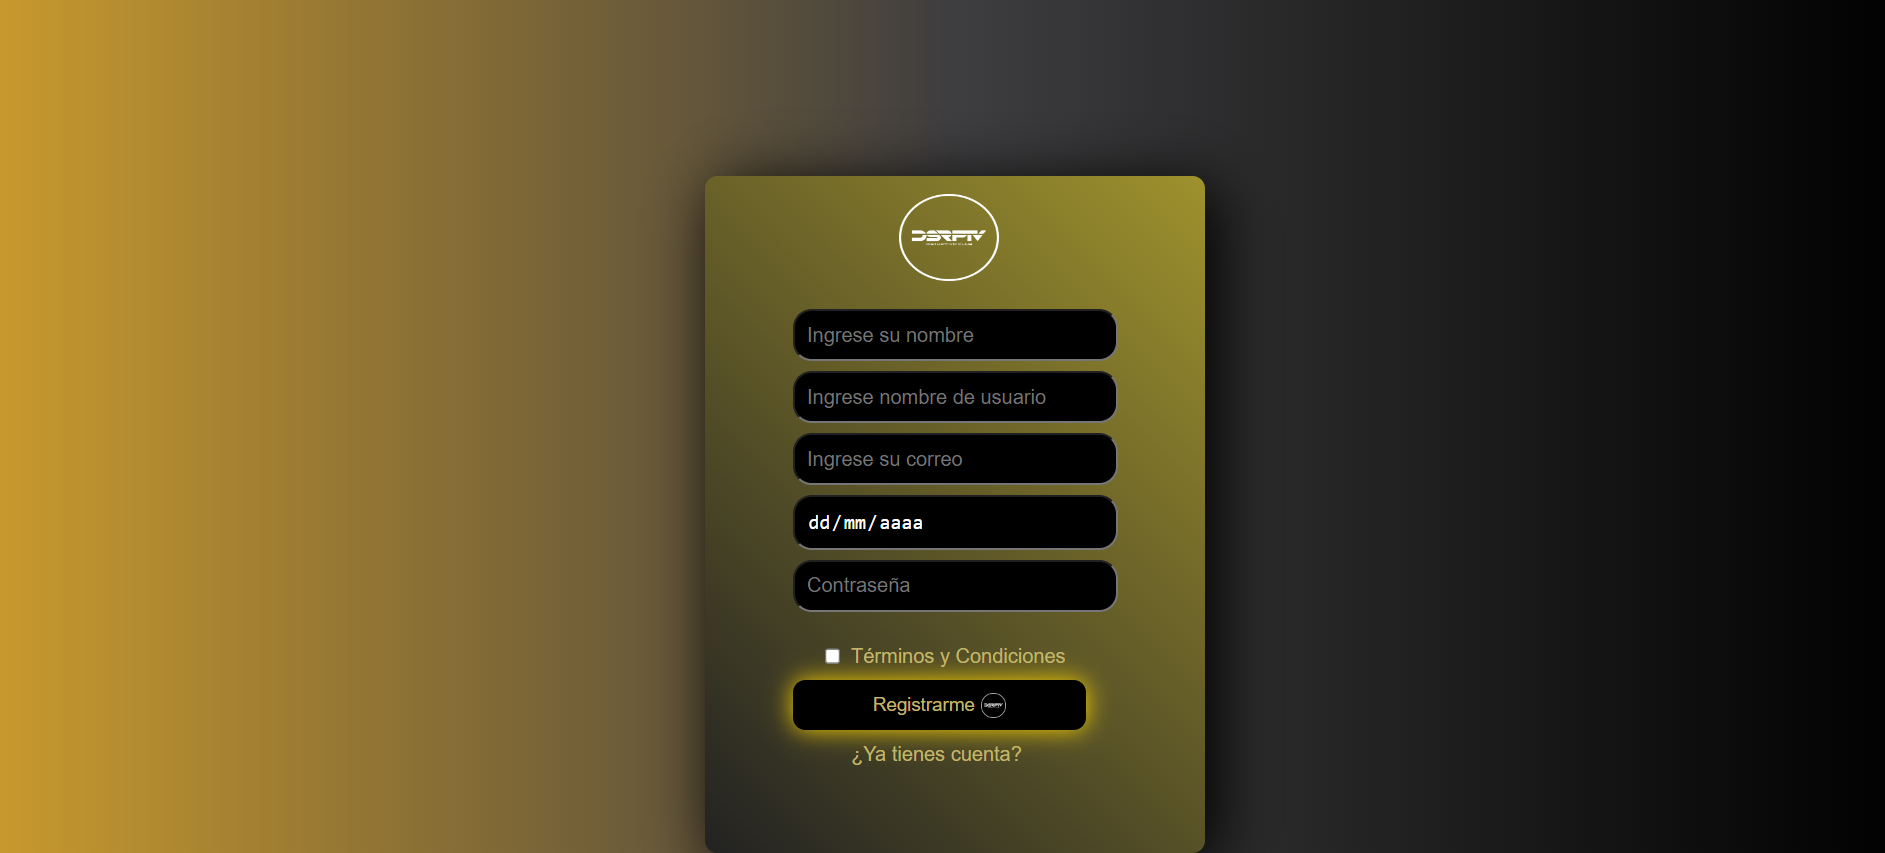 DSRPTV
Ingrese su nombre
Ingrese nombre de usuario
Ingrese su correo
dd/mm/aaaa
Contraseña
Términos y Condiciones
Registrarme
¿Ya tienes cuenta?